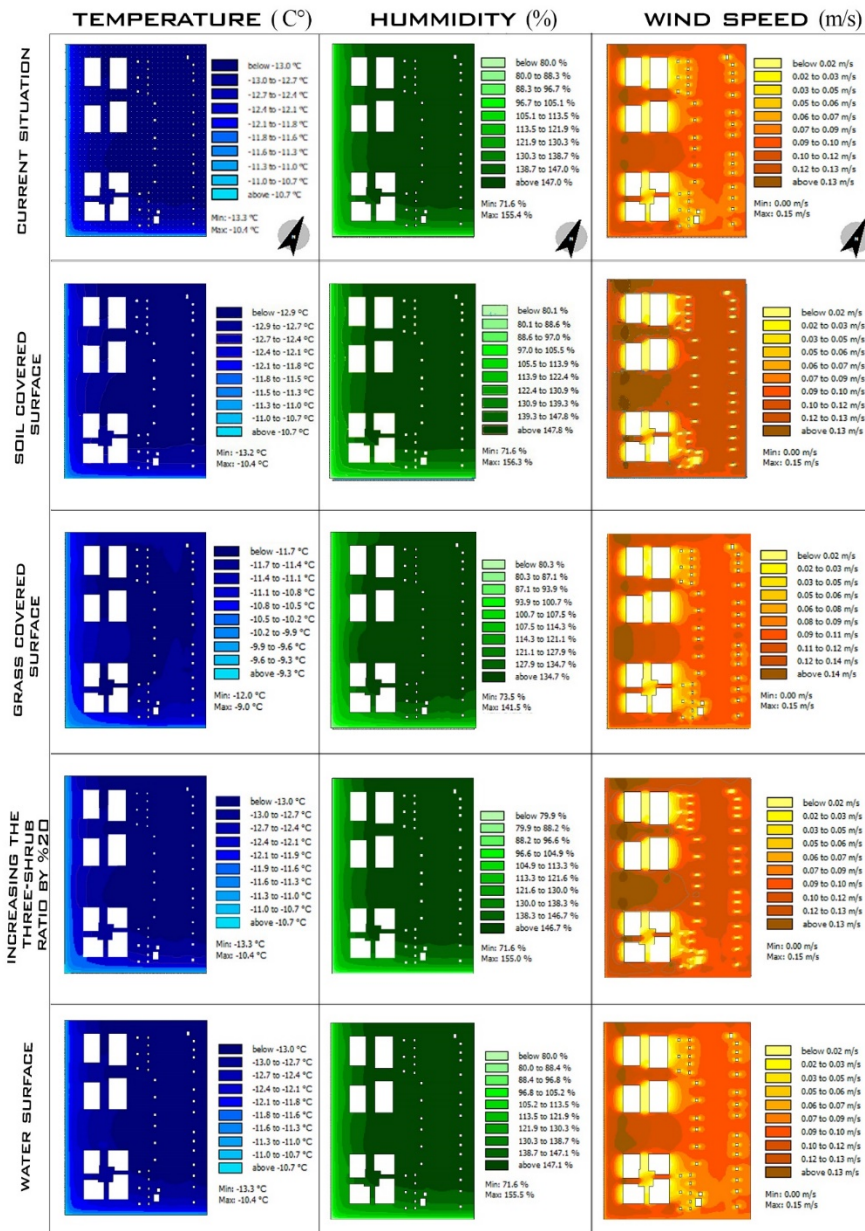 TEMPERATURE (C°)
HUMMIDITY (%)
WIND SPEED (m/s)
CURRENT SITUATION
below -13.0 °C
-13.0 to -12.7 °C
-12.7 to -12.4 °C
-12.4 to -12.1 °C
-12.1 to -11.8 °C
-11.8 to -11.6 °C
-11.6 to -11.3 °C
-11.3 to -11.0 °C
-11.0 to -10.7 °C
above -10.7 °C
Min: -13.3 °C
Max: -10.4 °C
below 80.0 %
80.0 to 88.3 %
88.3 to 96.7 %
96.7 to 105.1 %
105.1 to 113.5 %
113.5 to 121.9 %
121.9 to 130.3 %
130.3 to 138.7 %
138.7 to 147.0 %
above 147.0 %
Min: 71.6 %
Max: 155.4 %
below 0.02 m/s
0.02 to 0.03 m/s
0.03 to 0.05 m/s
0.05 to 0.06 m/s
0.06 to 0.07 m/s
0.07 to 0.09 m/s
0.09 to 0.10 m/s
0.10 to 0.12 m/s
0.12 to 0.13 m/s
above 0.13 m/s
Min: 0.00 m/s
Max: 0.15 m/s
SOIL COVERED
SURFACE
below -12.9 °C
-12.9 to -12.7 °C
-12.7 to -12.4 °C
-12.4 to -12.1 °C
-12.1 to -11.8 °C
-11.8 to -11.5 °C
-11.5 to -11.3 °C
-11.3 to -11.0 °C
-11.0 to -10.7 °C
above -10.7 °C
Min: -13.2 °C
Max: -10.4 °C
below 80.1 %
80.1 to 88.6 %
88.6 to 97.0 %
97.0 to 105.5 %
105.5 to 113.9 %
113.9 to 122.4 %
122.4 to 130.9 %
130.9 to 139.3 %
139.3 to 147.8 %
above 147.8 %
Min: 71.6 %
Max: 156.3 %
below 0.02 m/s
0.02 to 0.03 m/s
0.03 to 0.05 m/s
0.05 to 0.06 m/s
0.06 to 0.07 m/s
0.07 to 0.09 m/s
0.09 to 0.10 m/s
0.10 to 0.12 m/s
0.12 to 0.13 m/s
above 0.13 m/s
Min: 0.00 m/s
Max: 0.15 m/s
GRASS COVERED
SURFACE
below -11.7 °C
-11.7 to -11.4 °C
-11.4 to -11.1 °C
-11.1 to -10.8 °C
-10.8 to -10.5 °C
-10.5 to -10.2 °C
-10.2 to -9.9 °C
-9.9 to -9.6 °C
-9.6 to -9.3 °C
above -9.3 °C
Min: -12.0 °C
Max: -9.0 °C
below 80.3 %
80.3 to 87.1 %
87.1 to 93.9 %
93.9 to 100.7 %
100.7 to 107.5 %
107.5 to 114.3 %
114.3 to 121.1 %
121.1 to 127.9 %
127.9 to 134.7 %
above 134.7 %
Min: 73.5 %
Max: 141.5 %
below 0.02 m/s
0.02 to 0.03 m/s
0.03 to 0.05 m/s
0.05 to 0.06 m/s
0.06 to 0.08 m/s
0.08 to 0.09 m/s
0.09 to 0.11 m/s
0.11 to 0.12 m/s
0.12 to 0.14 m/s
above 0.14 m/s
Min: 0.00 m/s
Max: 0.15 m/s
INCREASING THE
THREE-SHRUB
RATIO BY %20
below -13.0 °C
-13.0 to -12.7 °C
-12.7 to -12.4 °C
-12.4 to -12.1 °C
-12.1 to -11.9 °C
-11.9 to -11.6 °C
-11.6 to -11.3 °C
-11.3 to -11.0 °C
-11.0 to -10.7 °C
above -10.7 °C
Min: -13.3 °C
Max: -10.4 °C
below 79.9 %
79.9 to 88.2 %
88.2 to 96.6 %
96.6 to 104.9 %
104.9 to 113.3 %
113.3 to 121.6 %
121.6 to 130.0 %
130.0 to 138.3 %
138.3 to 146.7 %
above 146.7 %
Min: 71.6 %
Max: 155.0 %
below 0.02 m/s
0.02 to 0.03 m/s
0.03 to 0.05 m/s
0.05 to 0.06 m/s
0.06 to 0.07 m/s
0.07 to 0.09 m/s
0.09 to 0.10 m/s
0.10 to 0.12 m/s
0.12 to 0.13 m/s
above 0.13 m/s
Min: 0.00 m/s
Max: 0.15 m/s
WATER SURFACE
below -13.0 °C
-13.0 to -12.7 °C
-12.7 to -12.4 °C
-12.4 to -12.1 °C
-12.1 to -11.8 °C
-11.8 to -11.6 °C
-11.6 to -11.3 °C
-11.3 to -11.0 °C
-11.0 to -10.7 °C
above -10.7 °C
Min: -13.3 °C
Max: -10.4 °C
below 80.0 %
80.0 to 88.4 %
88.4 to 96.8 %
96.8 to 105.2 %
105.2 to 113.5 %
113.5 to 121.9 %
121.9 to 130.3 %
130.3 to 138.7 %
138.7 to 147.1 %
above 147.1 %
Min: 71.6 %
Max: 155.5 %
below 0.02 m/s
0.02 to 0.03 m/s
0.03 to 0.05 m/s
0.05 to 0.06 m/s
0.06 to 0.07 m/s
0.07 to 0.09 m/s
0.09 to 0.10 m/s
0.10 to 0.12 m/s
0.12 to 0.13 m/s
above 0.13 m/s
Min: 0.00 m/s
Max: 0.15 m/s